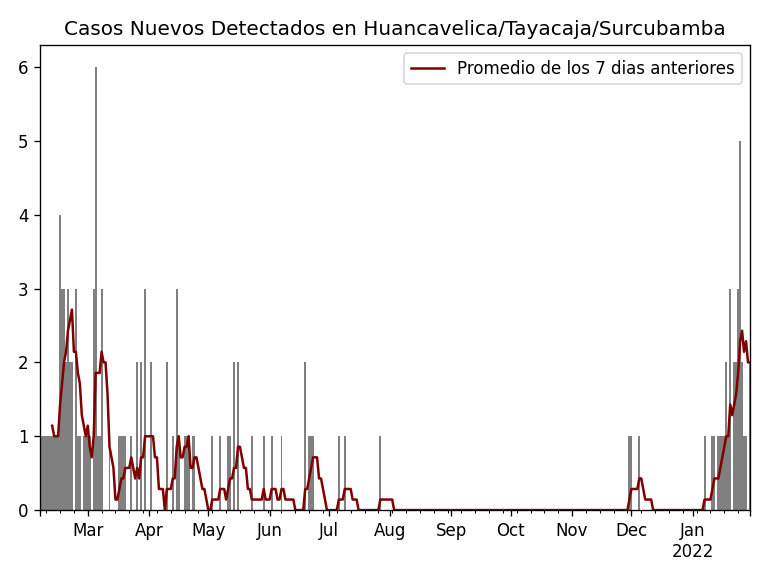 Casos Nuevos Detectados en Huancavelica/Tayacaja/Surcubamba
Promedio de los 7 dias anteriores
6
5
4
3
2
1
0
Mar Apr May Jun Jul Aug Sep Oct Nov Dec Jan
2022